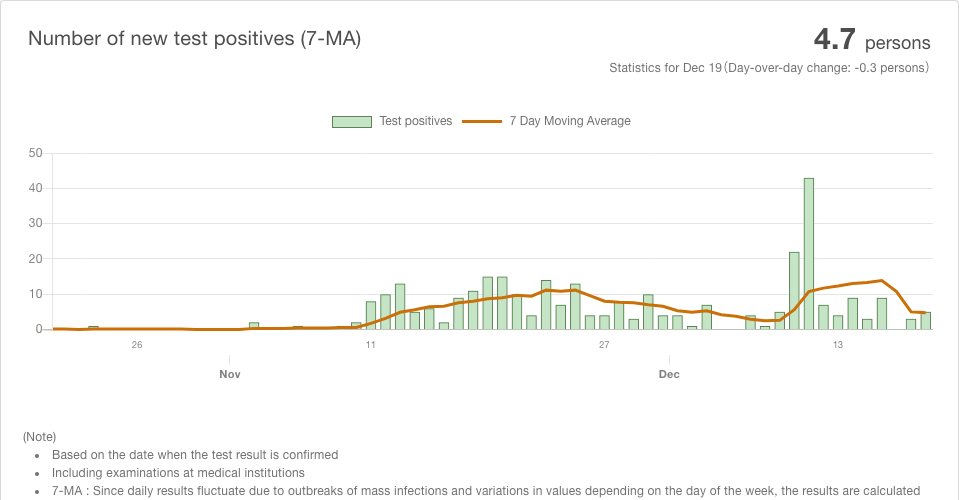 Number of new test positives (7-MA)
4.7 persons
Statistics for Dec 19 (Day-over-day change: -0.3 persons)
Test positives
7 Day Moving Average
50
40
30
20
10
0
26
11
27
13
Nov
Dec
(Note)
• Based on the date when the test result is confirmed
• Including examinations at medical institutions
• 7-MA : Since daily results fluctuate due to outbreaks of mass infections and variations in values depending on the day of the week, the results are calculated